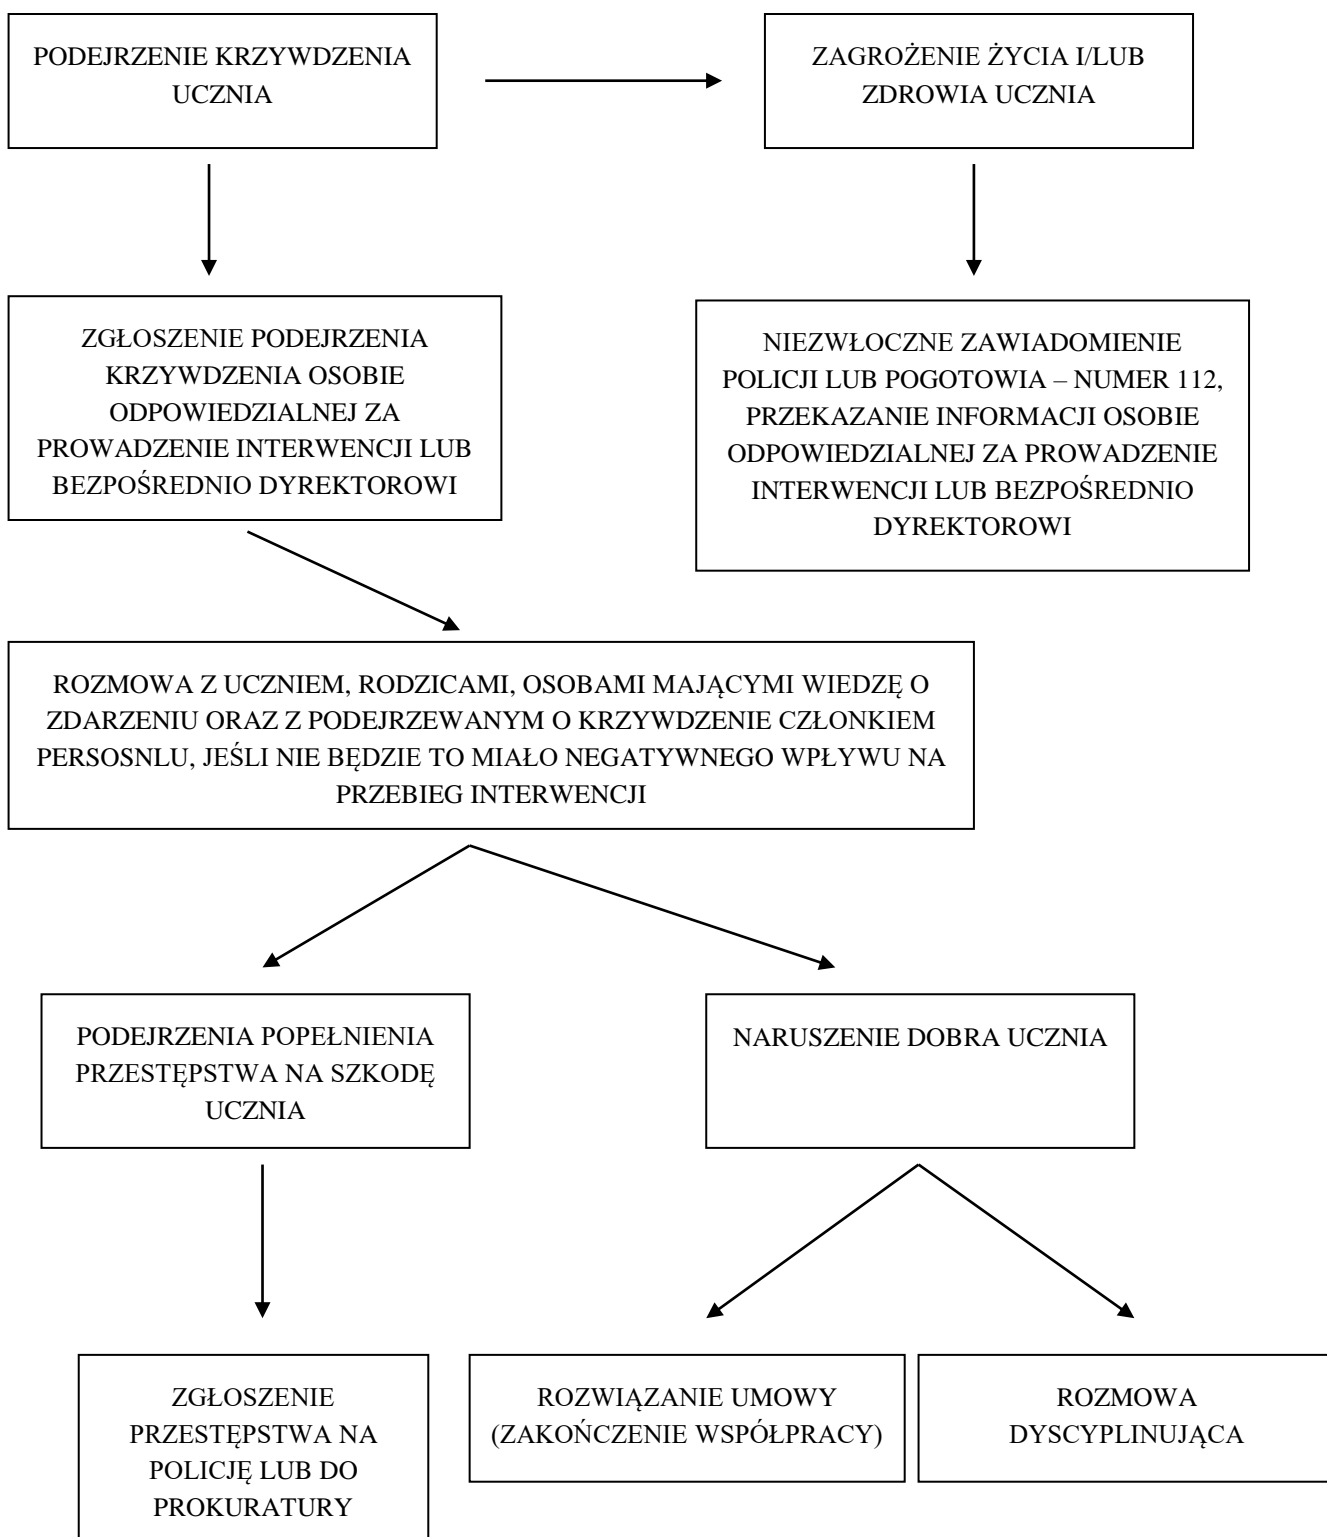 PODEJRZENIE KRZYWDZENIA
UCZNIA
ZAGROŻENIE ŻYCIA I/LUB
ZDROWIA UCZNIA
ZGŁOSZENIE PODEJRZENIA
KRZYWDZENIA OSOBIE
ODPOWIEDZIALNEJ ZA
PROWADZENIE INTERWENCJI LUB
BEZPOŚREDNIO DYREKTOROWI
NIEZWŁOCZNE ZAWIADOMIENIE
POLICJI LUB POGOTOWIA – NUMER 112,
PRZEKAZANIE INFORMACJI OSOBIE
ODPOWIEDZIALNEJ ZA PROWADZENIE
INTERWENCJI LUB BEZPOŚREDNIO
DYREKTOROWI
ROZMOWA Z UCZNIEM, RODZICAMI, OSOBAMI MAJĄCYMI WIEDZĘ O
ZDARZENIU ORAZ Z PODEJRZEWANYM O KRZYWDZENIE CZŁONKIEM
PERSOSNLU, JEŚLI NIE BĘDZIE TO MIAŁO NEGATYWNEGO WPŁYWU NA
PRZEBIEG INTERWENCJI
PODEJRZENIA POPEŁNIENIA
PRZESTĘPSTWA NA SZKODĘ
UCZNIA
NARUSZENIE DOBRA UCZNIA
ZGŁOSZENIE
PRZESTĘPSTWA NA
POLICJĘ LUB DO
PROKURATURY
ROZWIĄZANIE UMOWY
(ZAKOŃCZENIE WSPÓŁPRACY)
ROZMOWA
DYSCYPLINUJĄCA